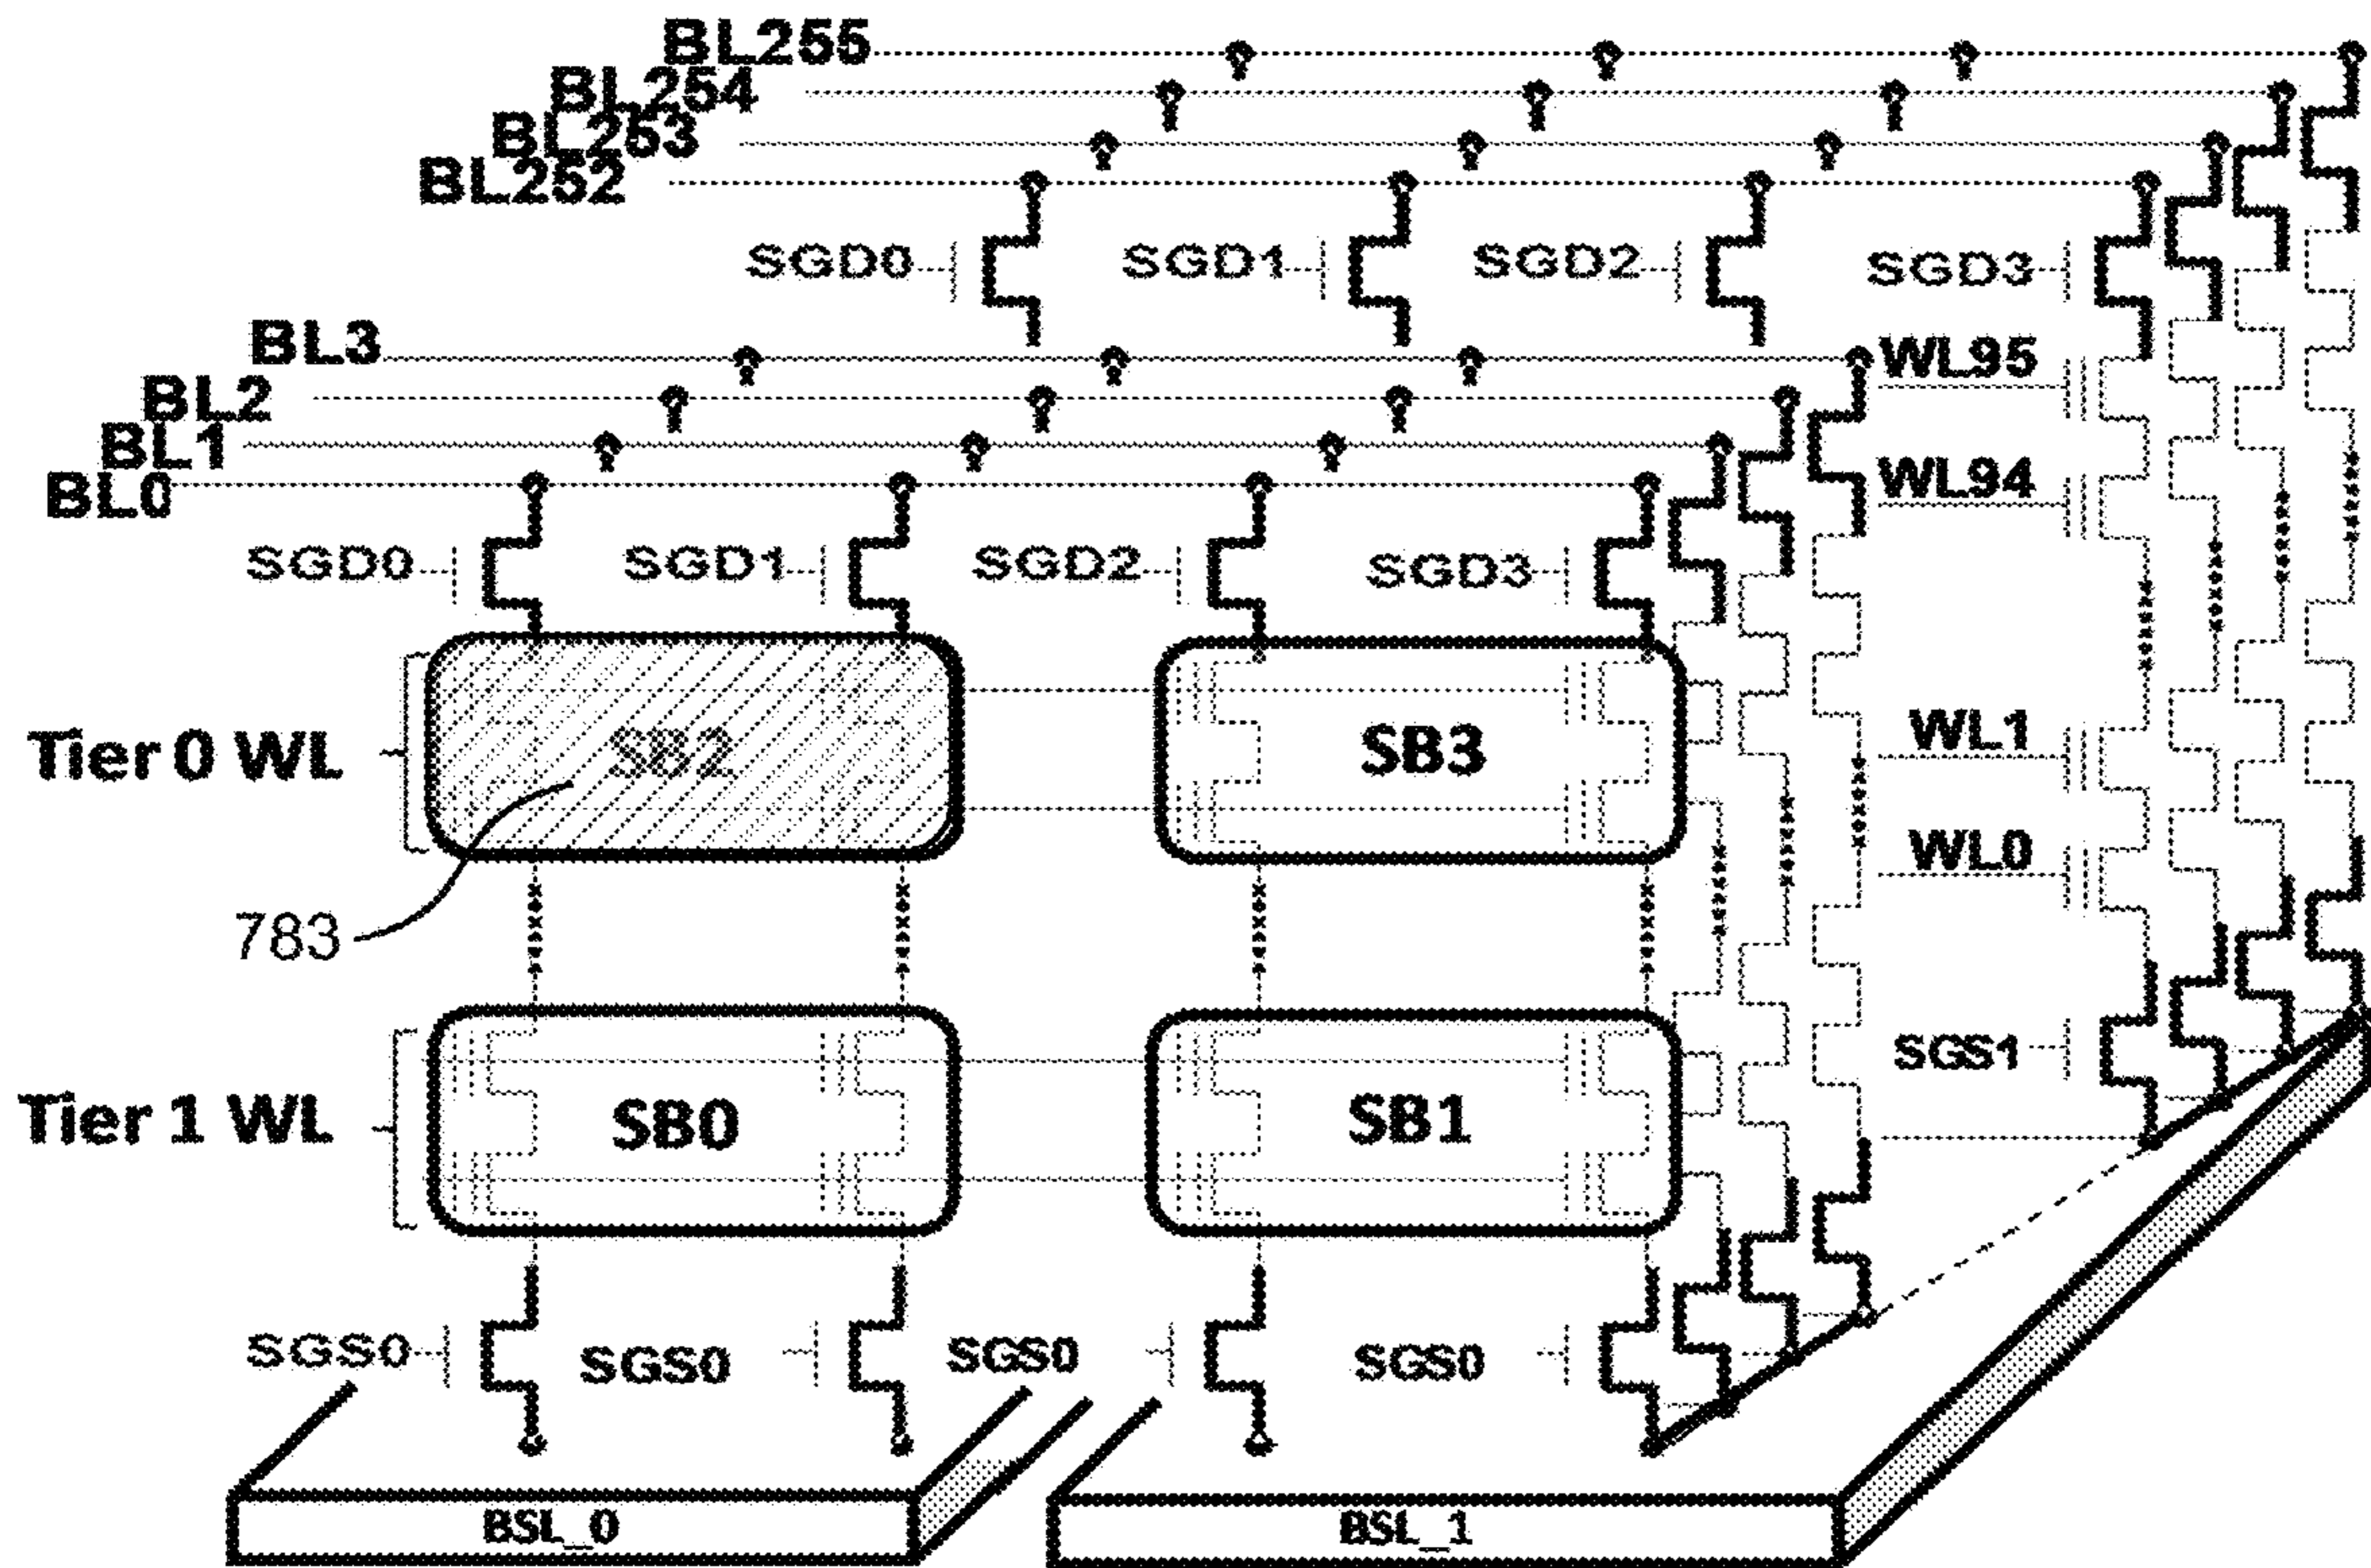 BL255
BL254
BL253
BL252
SGD0 SGD1 SGD2 SGD3
BL3 WL95
BL2
BL1 WL94
BL0
SGD0 SGD1 SGD2 SGD3
Tier 0 WL SB2 SB3 WL1
WL0
783
SGS1
Tier 1 WL SB0 SB1
SGS0 SGS0 SGS0 SGS0
BSL_0 BSL_1